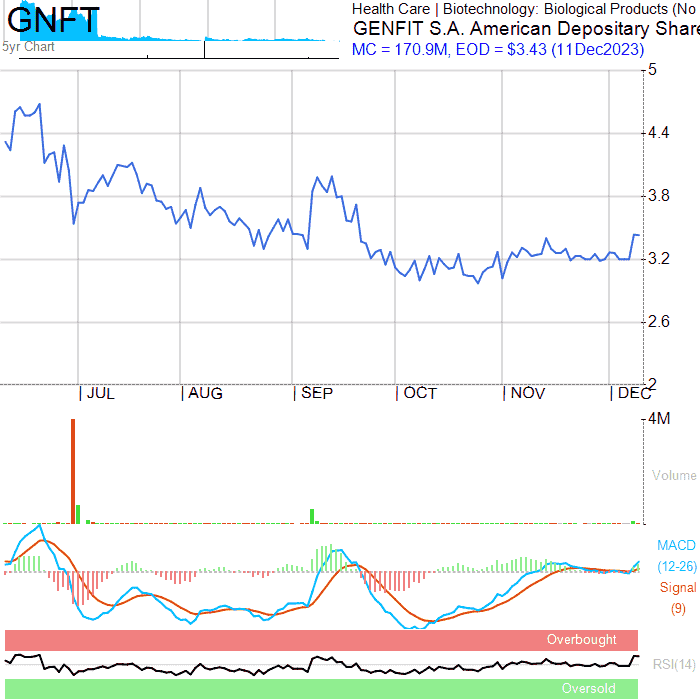 GNFT
5yr Chart
Health Care | Biotechnology: Biological Products (No
GENFIT S.A. American Depositary Share
MC = 170.9M, EOD = $3.43 (11Dec2023)
5
4.4
3.8
3.2
2.6
2
JUL
AUG
SEP
OCT
NOV
DEC
4M
Volume
MACD
(12-26)
Signal
(9)
Overbought
RSI(14)
Oversold